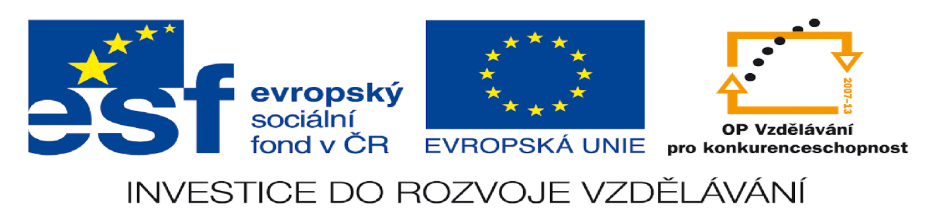 esf
evropský
sociální
fond v ČR
EVROPSKÁ UNIE
2007-13
OP Vzdělávání
pro konkurenceschopnost
INVESTICE DO ROZVOJE VZDĚLÁVÁNÍ